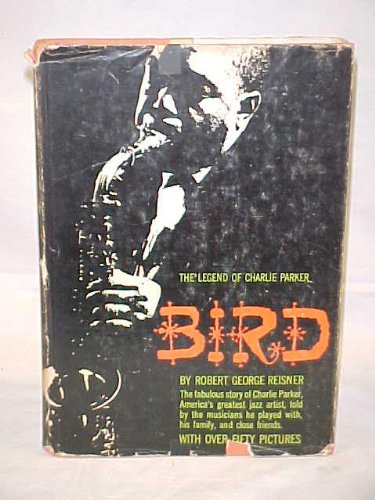 THE LEGEND OF CHARLIE PARKER
BIRD
BY ROBERT GEORGE REISNER
The fabulous story of Charlie Parker,
America's greatest jazz artist, told
by the musicians he played with,
his family, and close friends.
WITH OVER FIFTY PICTURES